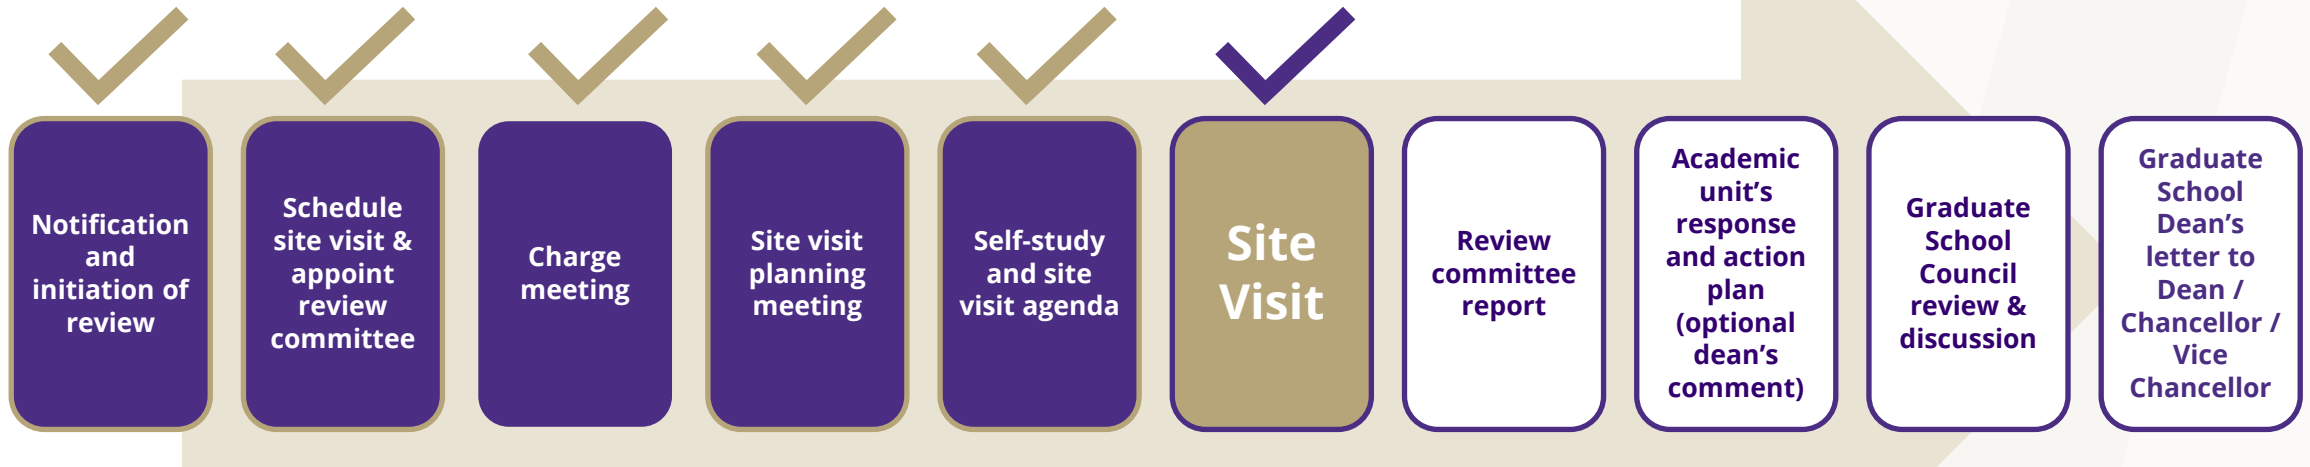 Notification
and
initiation of
review
Schedule
site visit &
appoint
review
committee
Charge
meeting
Site visit
planning
meeting
Self-study
and site
visit agenda
Site
Visit
Review
committee
report
Academic
unit’s
response
and action
plan
(optional
dean’s
comment)
Graduate
School
Council
review &
discussion
Graduate
School
Dean’s
letter to
Dean /
Chancellor /
Vice
Chancellor